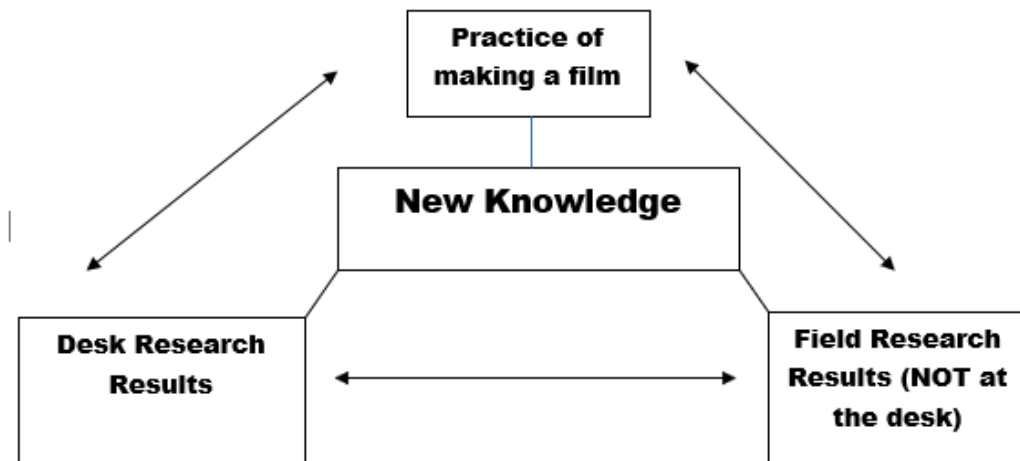 Practice of
making a film
New Knowledge
Desk Research
Results
Field Research
Results (NOT at
the desk)